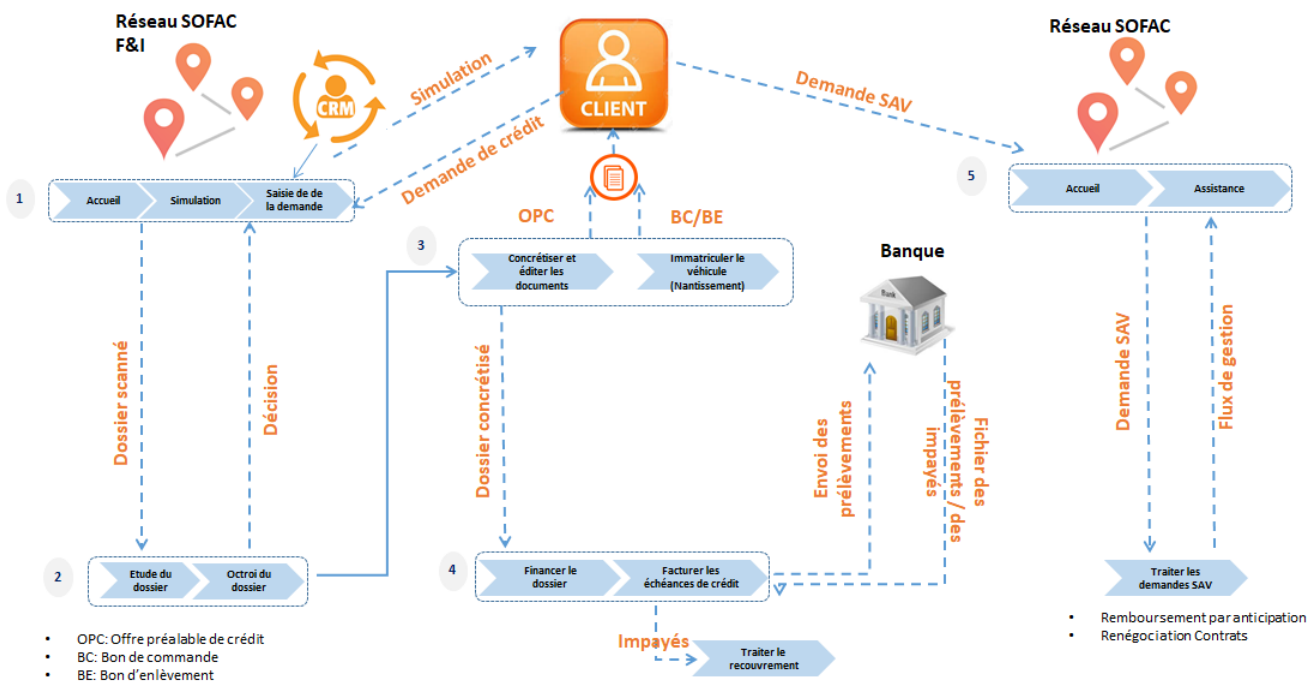 Réseau SOFAC
F&I
CRM
Simulation
Demande de crédit
CLIENT
Demande SAV
Réseau SOFAC
1
Accueil
Simulation
Saisie de de
la demande
5
Accueil
Assistance
OPC
BC/BE
3
Concrétiser et
éditer les
documents
Immatriculer le
véhicule
(Nantissement)
Banque
Bank
Dossier scanné
Décision
Dossier concrétisé
Envoi des
prélèvements
Fichier des
prélèvements / des
impayés
Demande SAV
Flux de gestion
2
Etude du
dossier
Octroi du
dossier
4
Financer le
dossier
Facturer les
échéances de crédit
Traiter les
demandes SAV
• Remboursement par anticipation
• Renégociation Contrats
Impayés
Traiter le
recouvrement
• OPC: Offre préalable de crédit
• BC: Bon de commande
• BE: Bon d’enlèvement